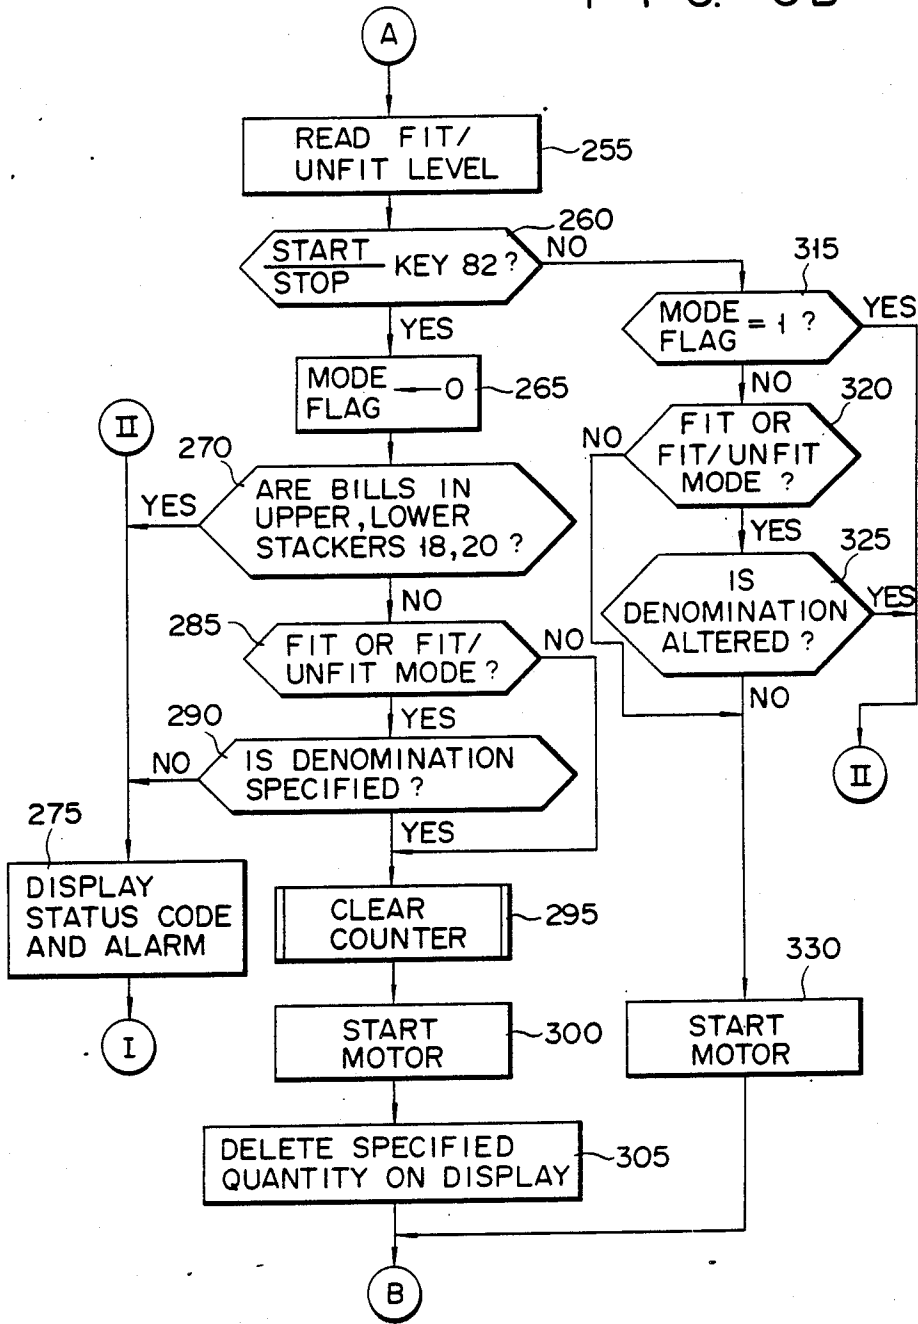 A
READ FIT/
UNFIT LEVEL
255
START
STOP
KEY 82 ?
260
NO
315
YES
MODE
FLAG = 1 ?
YES
MODE
FLAG ← 0
265
NO
320
II
270
NO
FIT OR
FIT/UNFIT
MODE ?
YES
ARE BILLS IN
UPPER, LOWER
STACKERS 18, 20 ?
YES
325
IS
DENOMINATION
ALTERED ?
YES
NO
285
FIT OR FIT/
UNFIT MODE ?
NO
NO
YES
290
NO
IS DENOMINATION
SPECIFIED ?
II
275
YES
DISPLAY
STATUS CODE
AND ALARM
CLEAR
COUNTER
295
330
I
START
MOTOR
300
START
MOTOR
DELETE SPECIFIED
QUANTITY ON DISPLAY
305
B